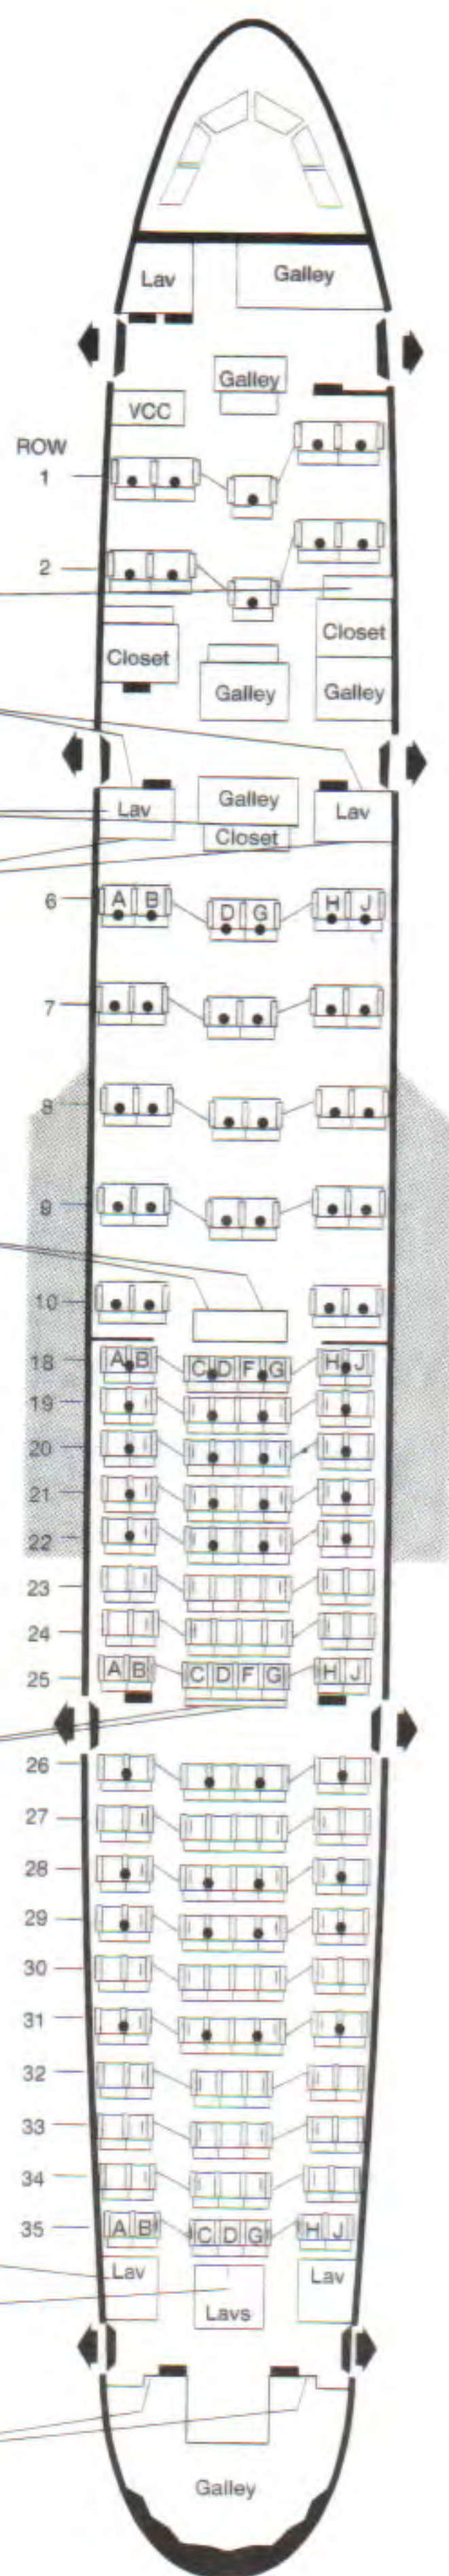 Lav Galley
Galley
VCC
ROW
1
2
Closet Closet
Galley Galley
Lav Galley Lav
Closet
6 A B D G H J
7
8
9
10
18 A B C D F G H J
19
20
21
22
23
24
25 A B C D F G H J
26
27
28
29
30
31
32
33
34
35 A B C D G H J
Lav Lavs Lav
Galley